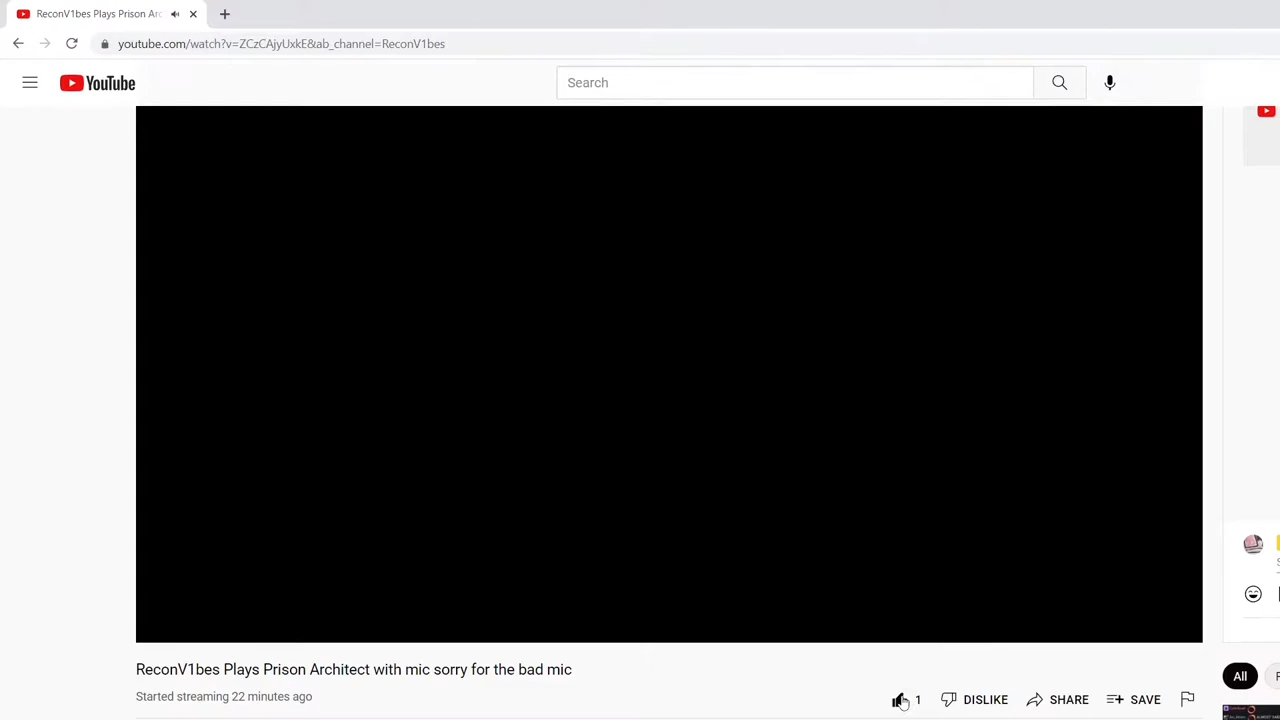 ReconV1bes Plays Prison Arc
youtube.com/watch?v=ZCzCAjyUxkE&ab_channel=ReconV1bes
YouTube
Search
ReconV1bes Plays Prison Architect with mic sorry for the bad mic
Started streaming 22 minutes ago
1 DISLIKE SHARE SAVE
All